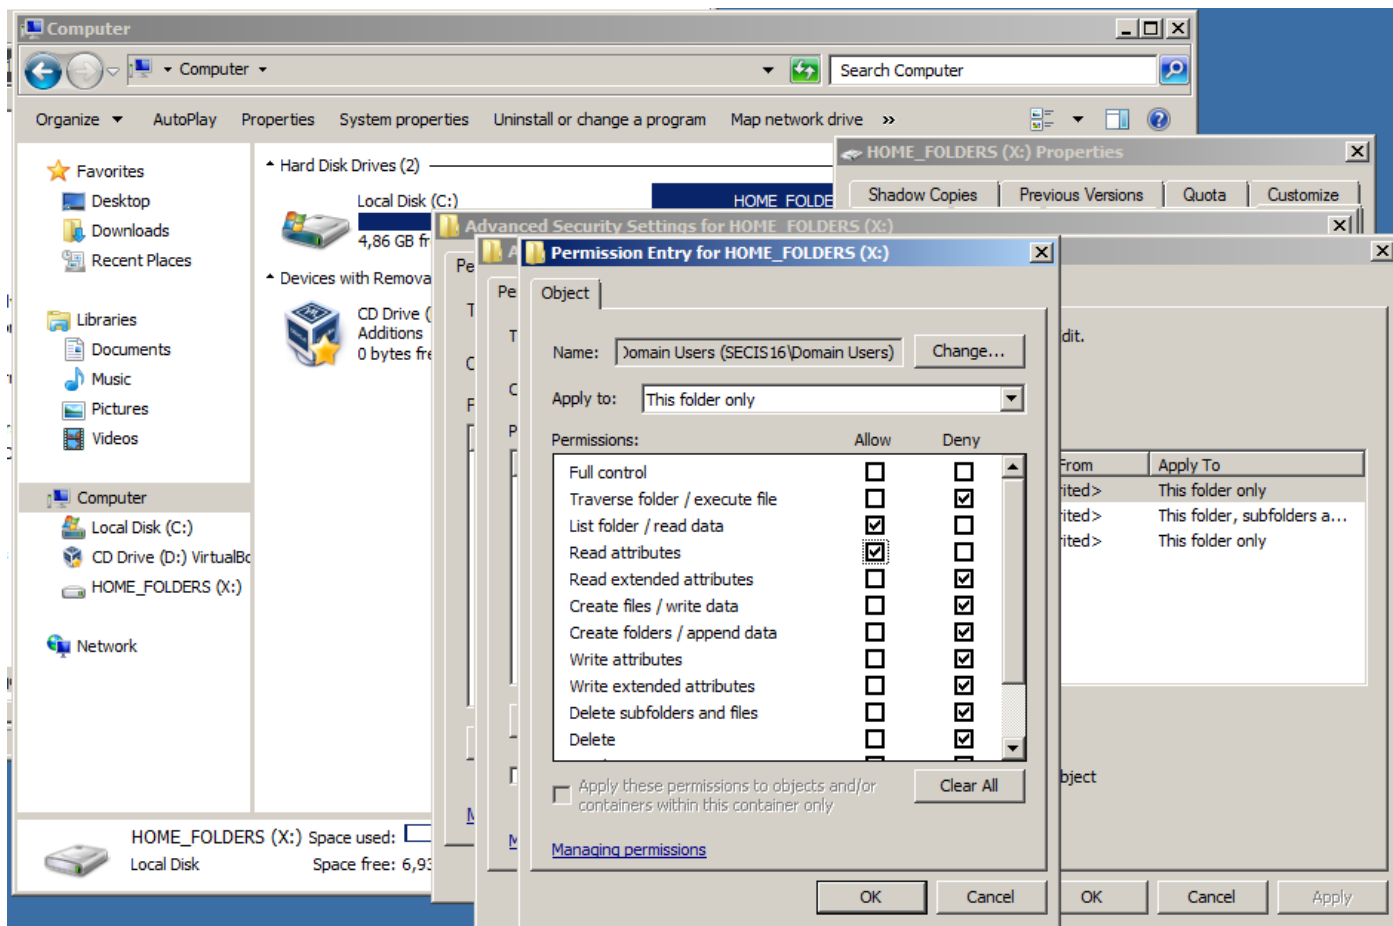 Computer
Computer
Search Computer
Organize AutoPlay Properties System properties Uninstall or change a program Map network drive »
Favorites
Desktop
Downloads
Recent Places
Libraries
Documents
Music
Pictures
Videos
Computer
Local Disk (C:)
CD Drive (D:) VirtualBo
HOME_FOLDERS (X:)
Network
Hard Disk Drives (2)
Local Disk (C:)
4,86 GB fr
HOME_FOLDE
Devices with Remova
CD Drive (
Additions
0 bytes fre
HOME_FOLDERS (X:) Space used:
Local Disk Space free: 6,93
HOME_FOLDERS (X:) Properties
Shadow Copies Previous Versions Quota Customize
Advanced Security Settings for HOME_FOLDERS (X:)
Pe
A
Pe
Permission Entry for HOME_FOLDERS (X:)
Object
Name: Domain Users (SECIS16\Domain Users) Change...
Apply to: This folder only
Permissions: Allow Deny
Full control
Traverse folder / execute file
List folder / read data
Read attributes
Read extended attributes
Create files / write data
Create folders / append data
Write attributes
Write extended attributes
Delete subfolders and files
Delete
Apply these permissions to objects and/or
containers within this container only
Clear All
Managing permissions
OK Cancel
dit.
From Apply To
rited> This folder only
rited> This folder, subfolders a...
rited> This folder only
bject
OK Cancel Apply